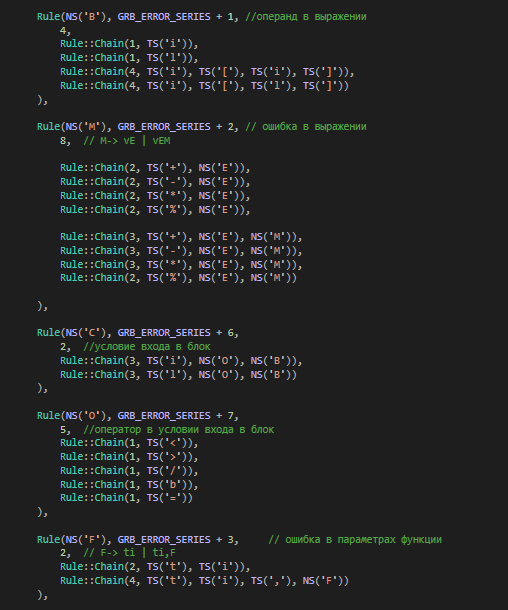 Rule(NS('B'), GRB_ERROR_SERIES + 1, //операнд в выражении
4,
Rule::Chain(1, TS('i')),
Rule::Chain(1, TS('l')),
Rule::Chain(4, TS('i'), TS('['), TS('i'), TS(']')),
Rule::Chain(4, TS('i'), TS('['), TS('l'), TS(']'))
),
Rule(NS('M'), GRB_ERROR_SERIES + 2, // ошибка в выражении
8,  // M-> vE | vEM
Rule::Chain(2, TS('+'), NS('E')),
Rule::Chain(2, TS('-'), NS('E')),
Rule::Chain(2, TS('*'), NS('E')),
Rule::Chain(2, TS('%'), NS('E')),
Rule::Chain(3, TS('+'), NS('E'), NS('M')),
Rule::Chain(3, TS('-'), NS('E'), NS('M')),
Rule::Chain(3, TS('*'), NS('E'), NS('M')),
Rule::Chain(2, TS('%'), NS('E'), NS('M'))
),
Rule(NS('C'), GRB_ERROR_SERIES + 6,
2,  //условие входа в блок
Rule::Chain(3, TS('i'), NS('O'), NS('B')),
Rule::Chain(3, TS('l'), NS('O'), NS('B'))
),
Rule(NS('O'), GRB_ERROR_SERIES + 7,
5,  //оператор в условии входа в блок
Rule::Chain(1, TS('<')),
Rule::Chain(1, TS('>')),
Rule::Chain(1, TS('/')),
Rule::Chain(1, TS('b')),
Rule::Chain(1, TS('='))
),
Rule(NS('F'), GRB_ERROR_SERIES + 3,     // ошибка в параметрах функции
2,  // F-> ti | ti,F
Rule::Chain(2, TS('t'), TS('i')),
Rule::Chain(4, TS('t'), TS('i'), TS(','), NS('F'))
),